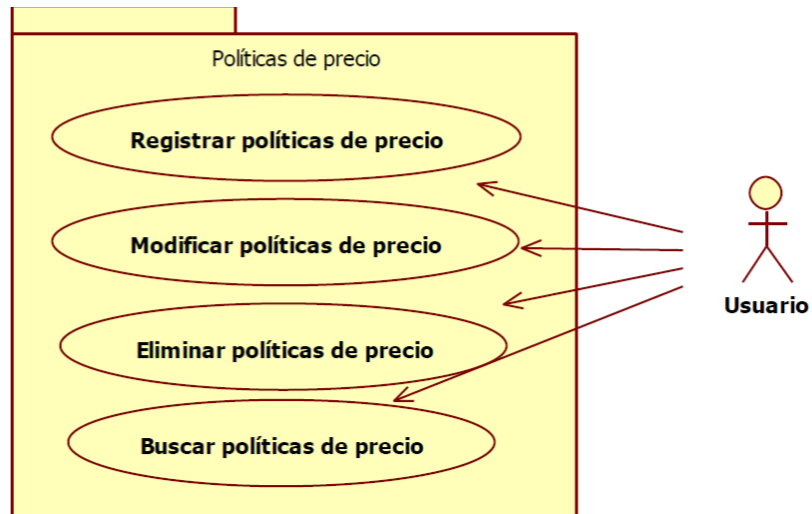 Políticas de precio
Registrar políticas de precio
Modificar políticas de precio
Usuario
Eliminar políticas de precio
Buscar políticas de precio